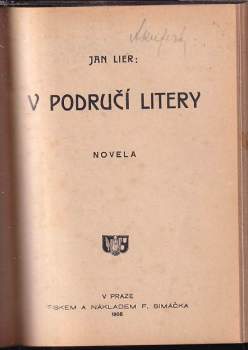 JAN LIER:
V PODRUČÍ LITERY
NOVELA
V PRAZE
TISKEM A NÁKLADEM F. ŠIMÁČKA